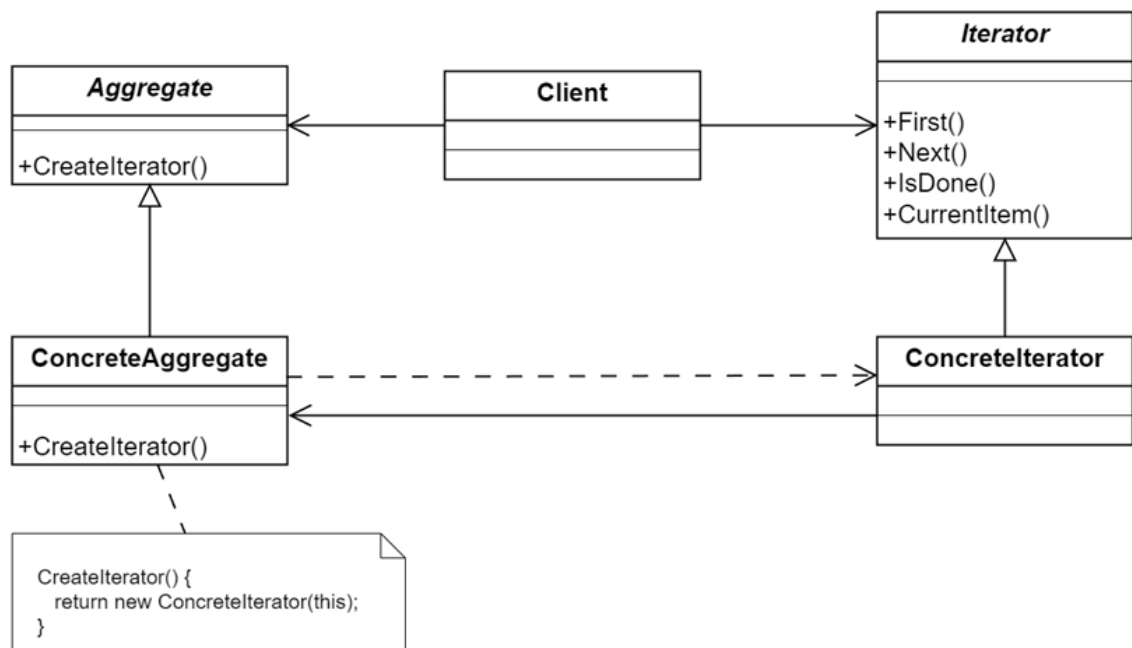 Aggregate
+CreateIterator()
Client
Iterator
+First()
+Next()
+IsDone()
+CurrentItem()
ConcreteAggregate
+CreateIterator()
ConcreteIterator
CreateIterator() {
return new ConcreteIterator(this);
}